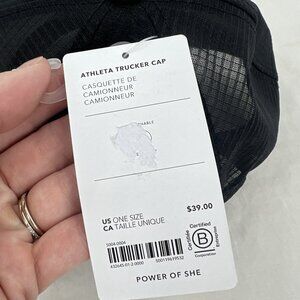 ATHLETA TRUCKER CAP
CASQUETTE DE
CAMIONNEUR
CAMIONNEUR
US ONE SIZE
CA TAILLE UNIQUE
$39.00
Certified
B
Corporation
POWER OF SHE